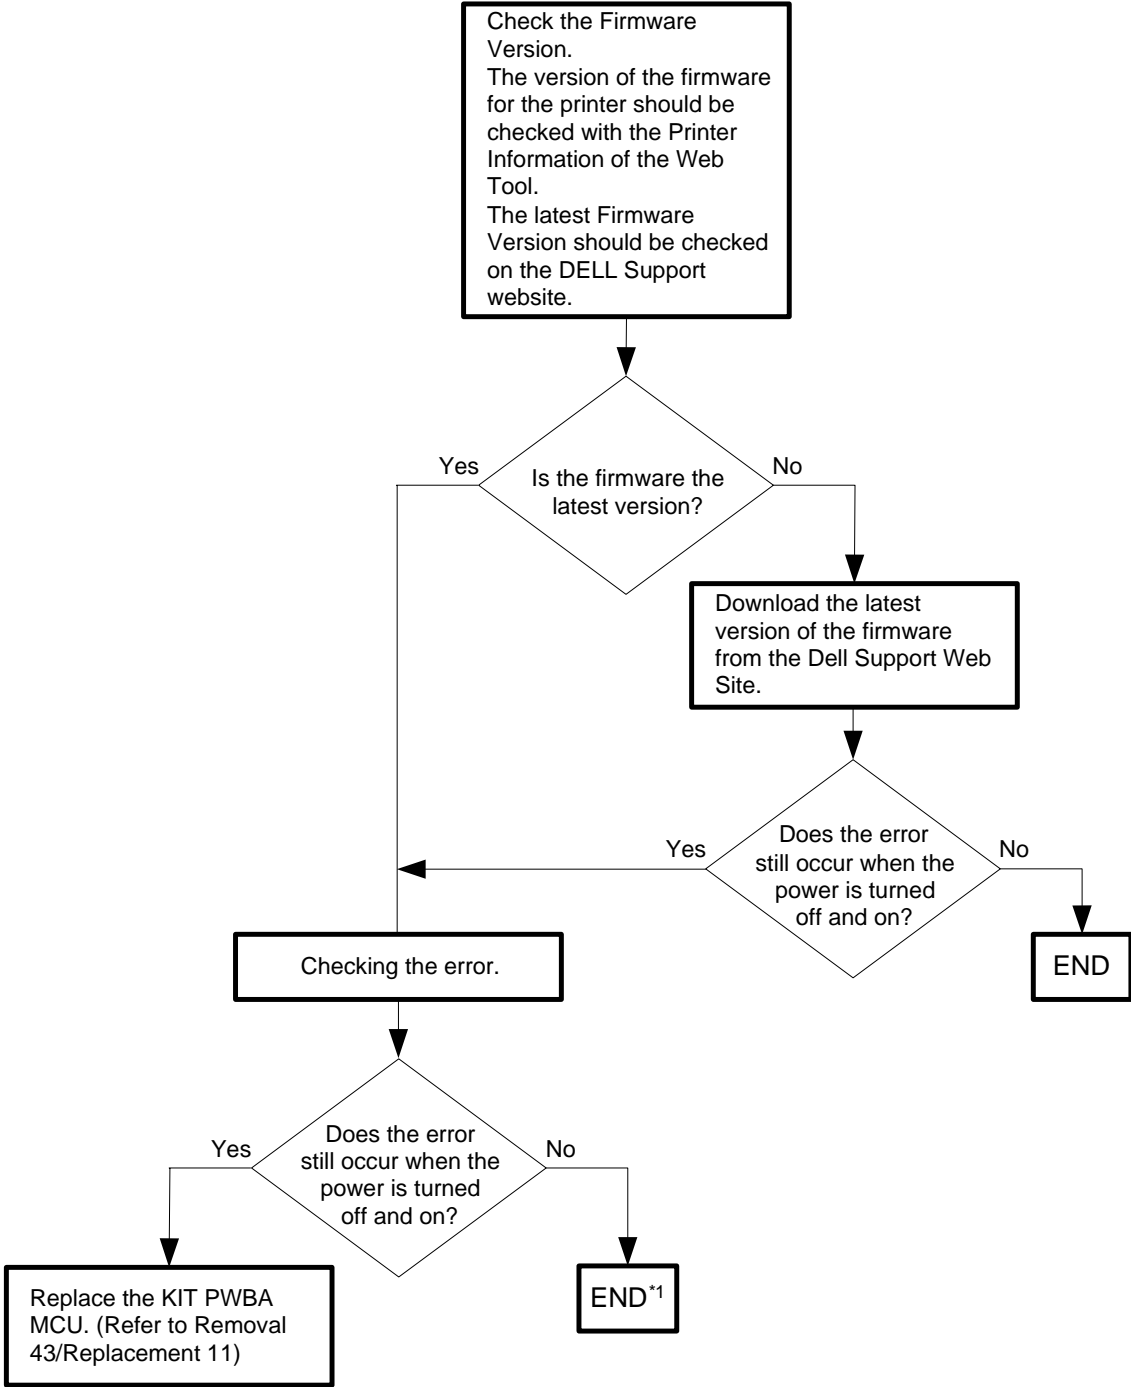 Check the Firmware
Version.
The version of the firmware
for the printer should be
checked with the Printer
Information of the Web
Tool.
The latest Firmware
Version should be checked
on the DELL Support
website.
Yes
No
Is the firmware the
latest version?
Download the latest
version of the firmware
from the Dell Support Web
Site.
Yes
No
Does the error
still occur when the
power is turned
off and on?
END
Checking the error.
Yes
No
Does the error
still occur when the
power is turned
off and on?
END*1
Replace the KIT PWBA
MCU. (Refer to Removal
43/Replacement 11)